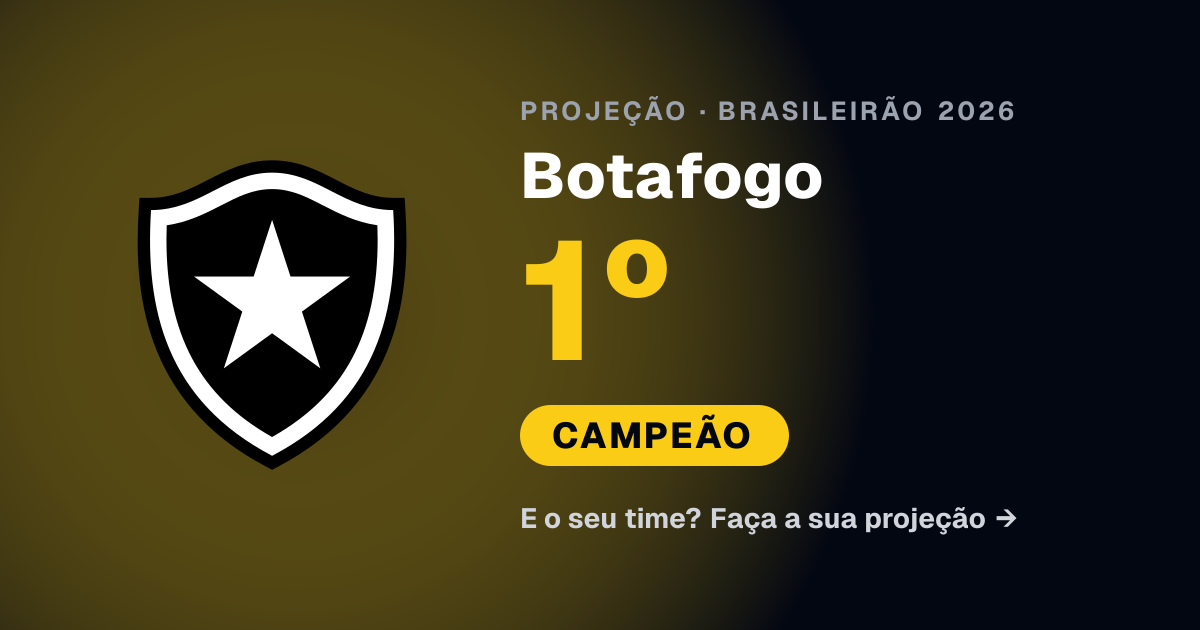 PROJEÇÃO · BRASILEIRÃO 2026
Botafogo
1º
CAMPEÃO
E o seu time? Faça a sua projeção →